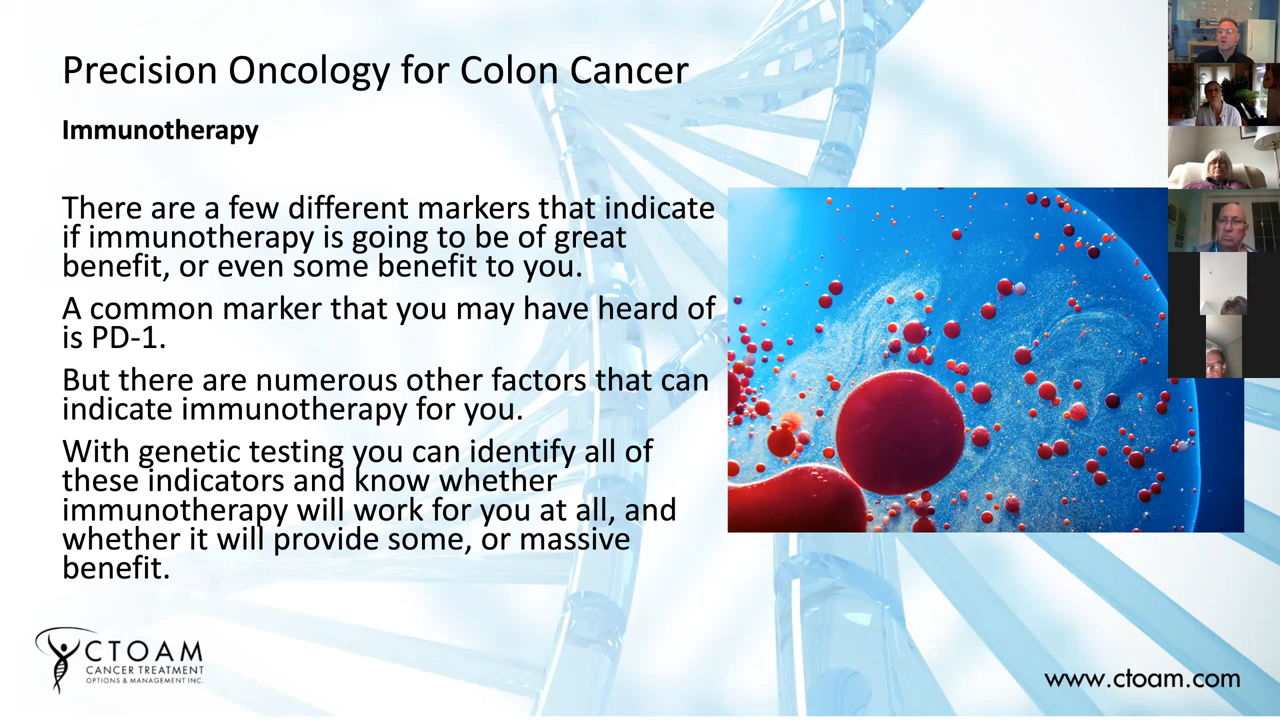 Precision Oncology for Colon Cancer
Immunotherapy
There are a few different markers that indicate
if immunotherapy is going to be of great
benefit, or even some benefit to you.
A common marker that you may have heard of
is PD-1.
But there are numerous other factors that can
indicate immunotherapy for you.
With genetic testing you can identify all of
these indicators and know whether
immunotherapy will work for you at all, and
whether it will provide some, or massive
benefit.
CTOAM
CANCER TREATMENT
OPTIONS & MANAGEMENT INC.
www.ctoam.com